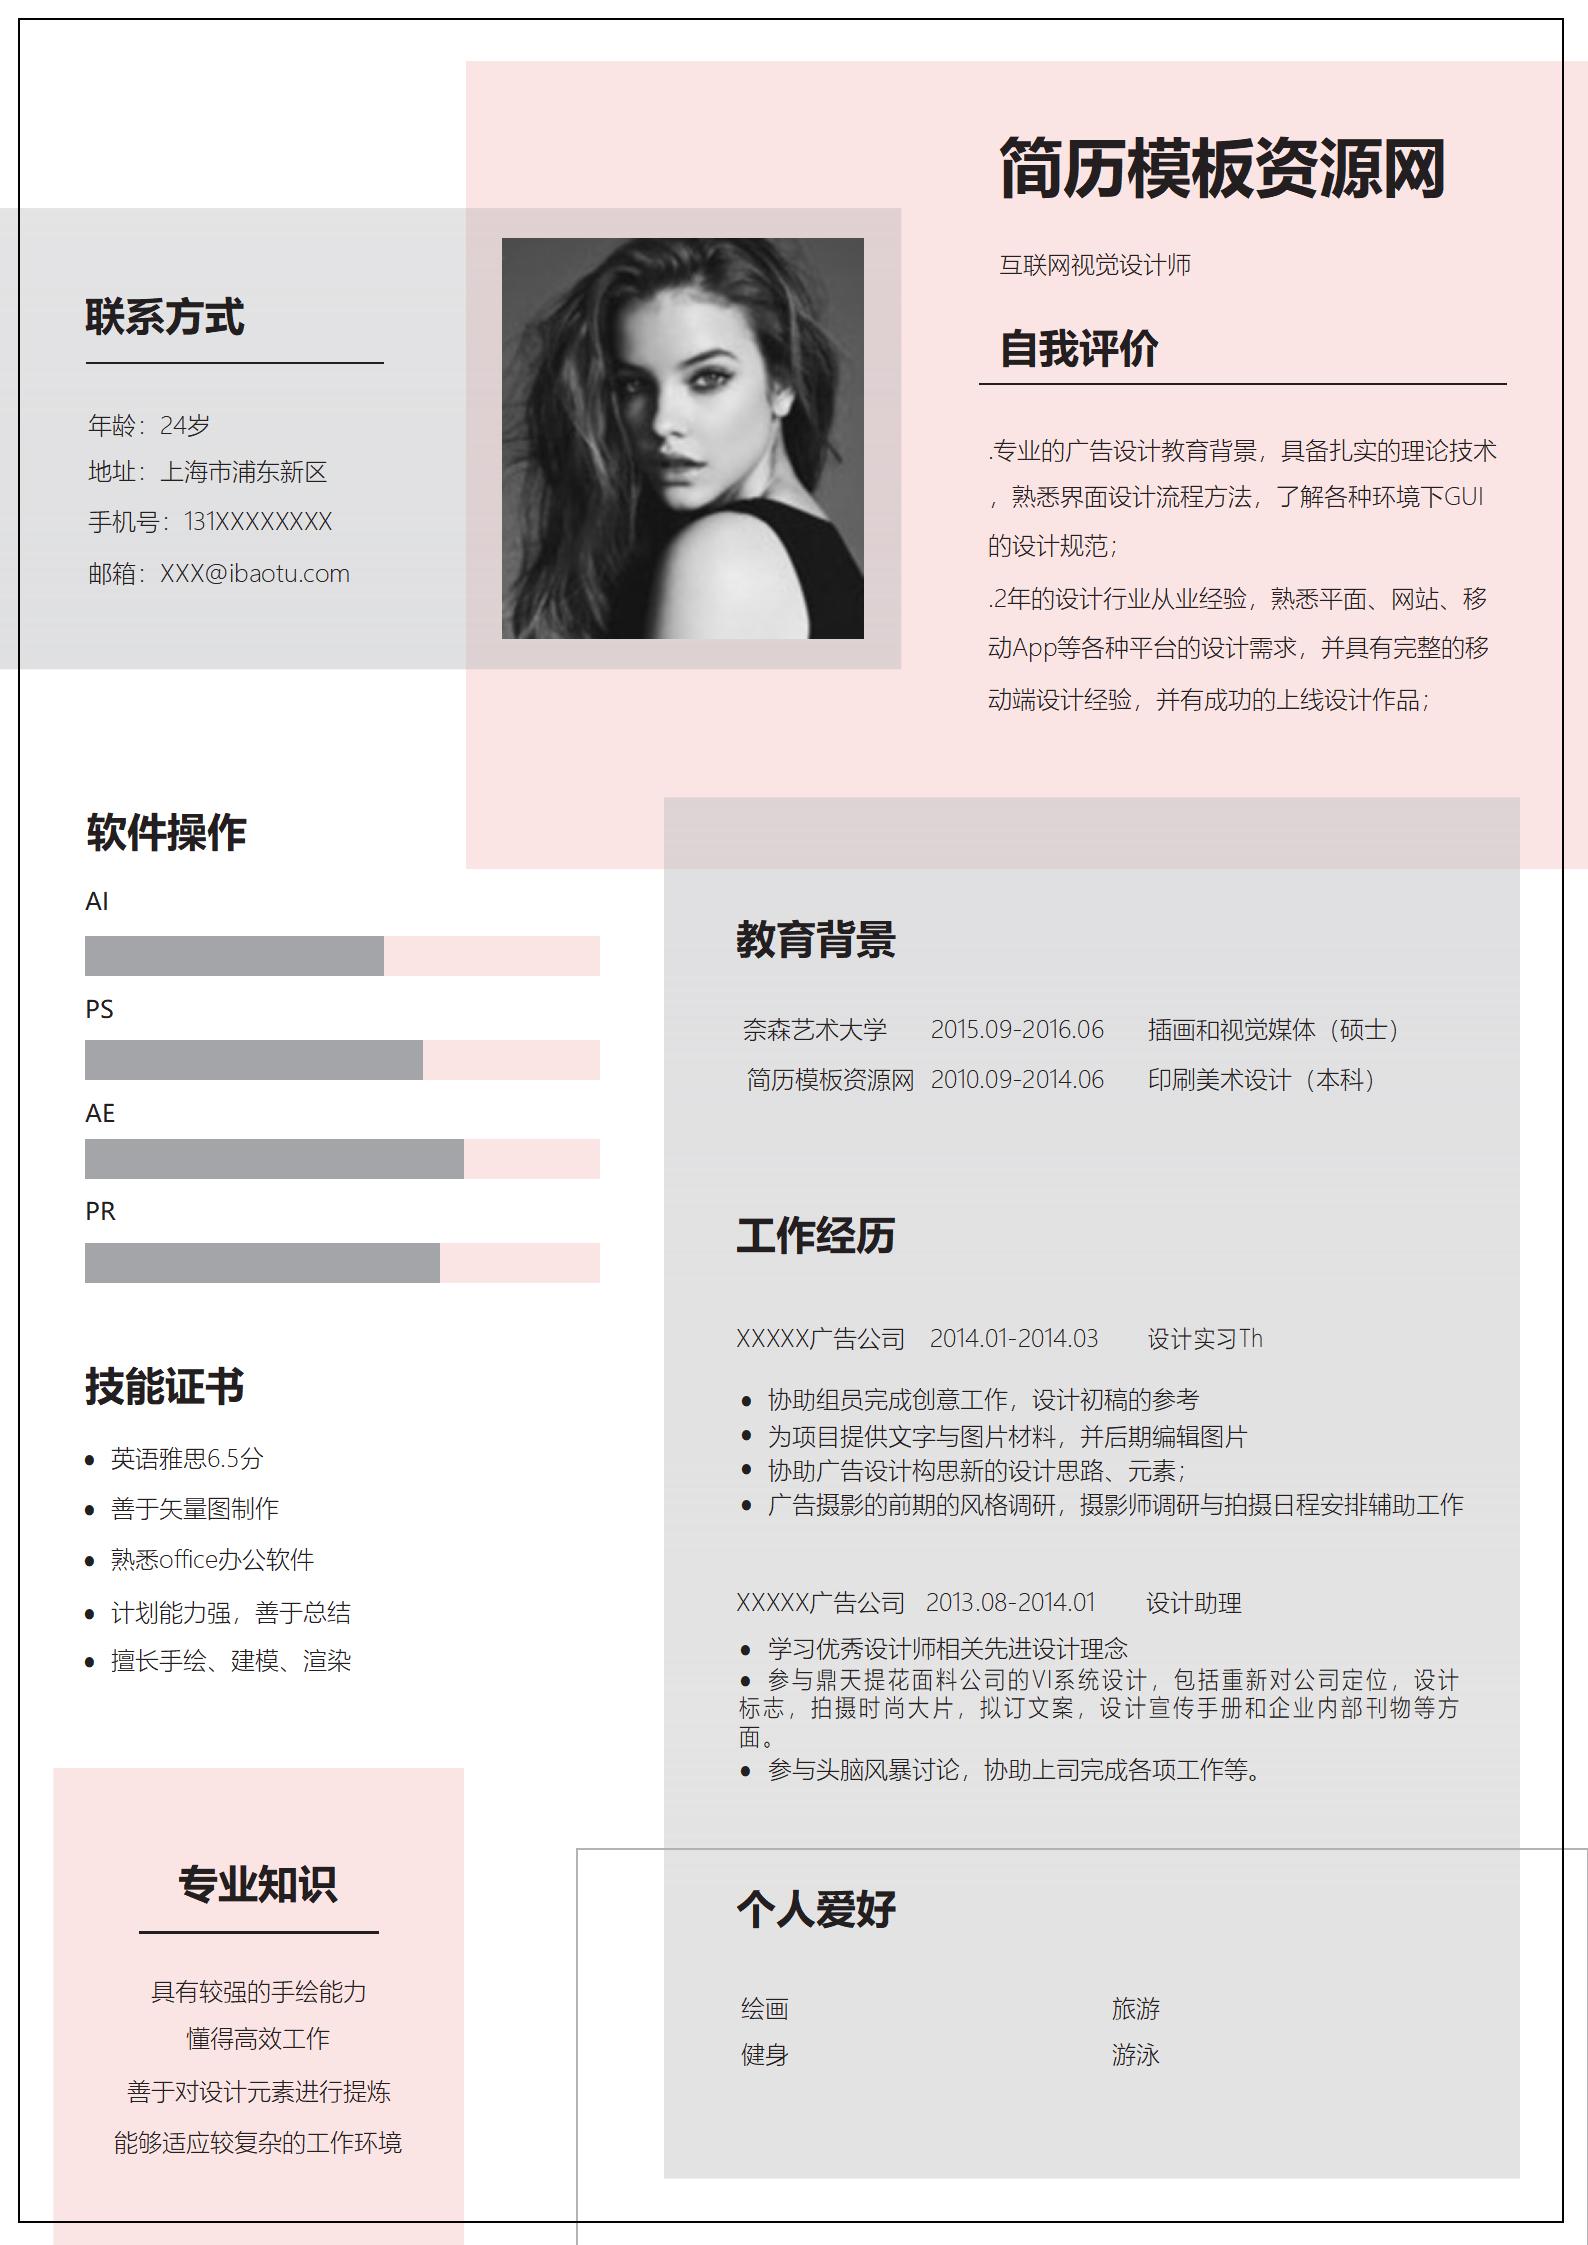 简历模板资源网
互联网视觉设计师
自我评价
.专业的广告设计教育背景，具备扎实的理论技术
，熟悉界面设计流程方法，了解各种环境下GUI
的设计规范；
.2年的设计行业从业经验，熟悉平面、网站、移
动App等各种平台的设计需求，并具有完整的移
动端设计经验，并有成功的上线设计作品；
联系方式
年龄：24岁
地址：上海市浦东新区
手机号：131XXXXXXXX
邮箱：XXX@ibaotu.com
软件操作
AI
PS
AE
PR
技能证书
● 英语雅思6.5分
● 善于矢量图制作
● 熟悉office办公软件
● 计划能力强，善于总结
● 擅长手绘、建模、渲染
专业知识
具有较强的手绘能力
懂得高效工作
善于对设计元素进行提炼
能够适应较复杂的工作环境
教育背景
奈森艺术大学 2015.09-2016.06 插画和视觉媒体（硕士）
简历模板资源网 2010.09-2014.06 印刷美术设计（本科）
工作经历
XXXXX广告公司 2014.01-2014.03 设计实习Th
● 协助组员完成创意工作，设计初稿的参考
● 为项目提供文字与图片材料，并后期编辑图片
● 协助广告设计构思新的设计思路、元素；
● 广告摄影的前期的风格调研，摄影师调研与拍摄日程安排辅助工作
XXXXX广告公司 2013.08-2014.01 设计助理
● 学习优秀设计师相关先进设计理念
● 参与鼎天提花面料公司的VI系统设计，包括重新对公司定位，设计
标志，拍摄时尚大片，拟订文案，设计宣传手册和企业内部刊物等方
面。
● 参与头脑风暴讨论，协助上司完成各项工作等。
个人爱好
绘画 旅游
健身 游泳